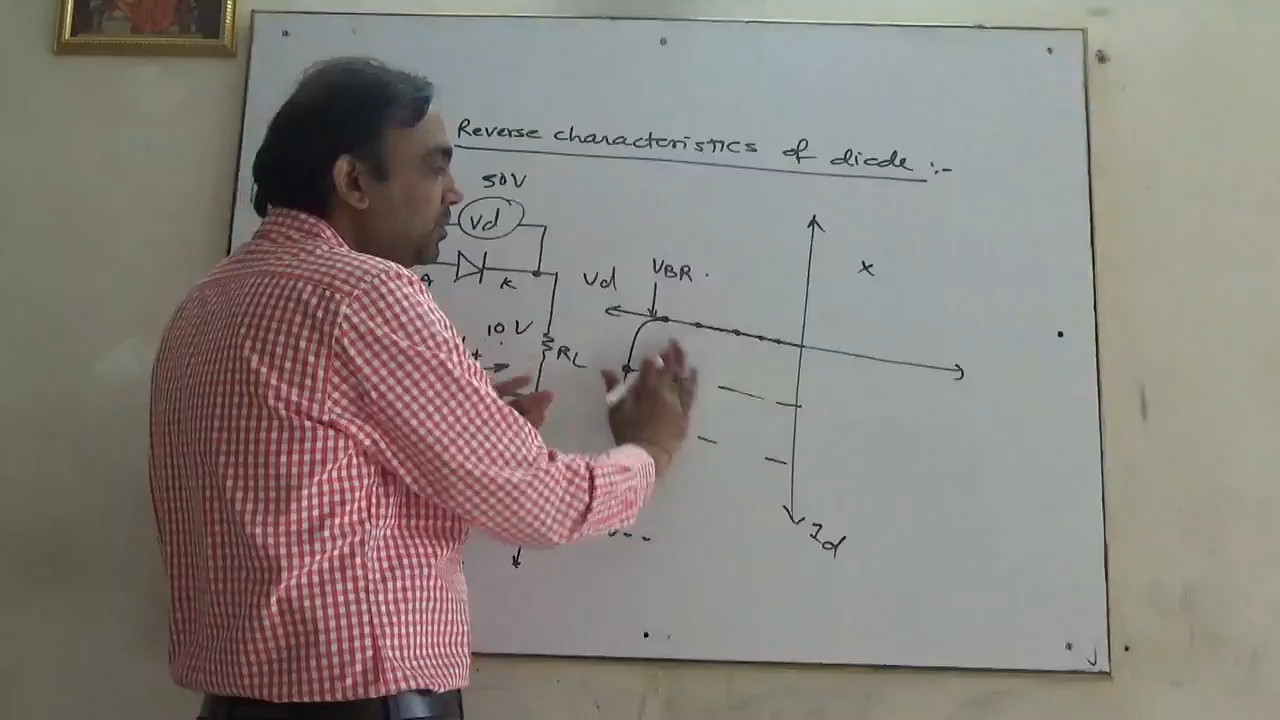 Reverse characteristics of diode :-
50V
Vd
A
K
10 V
+
RL
Vd
VBR
x
Id